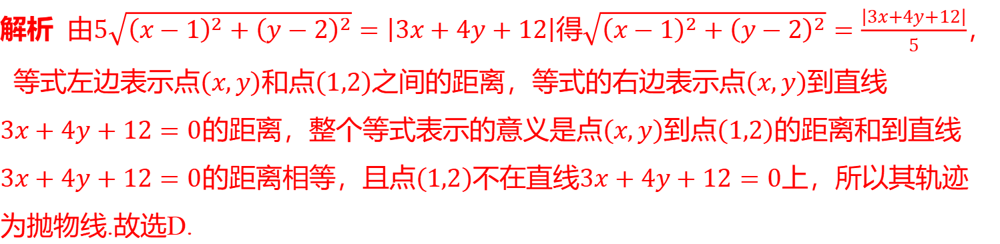 解析 由5√((x − 1)² + (y − 2)²) = |3x + 4y + 12|得√((x − 1)² + (y − 2)²) = |3x+4y+12|/5,
等式左边表示点(x, y)和点(1,2)之间的距离，等式的右边表示点(x, y)到直线
3x + 4y + 12 = 0的距离，整个等式表示的意义是点(x, y)到点(1,2)的距离和到直线
3x + 4y + 12 = 0的距离相等，且点(1,2)不在直线3x + 4y + 12 = 0上，所以其轨迹
为抛物线.故选D.